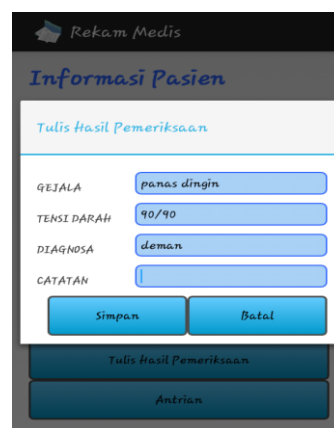 Rekam Medis
Informasi Pasien
Tulis Hasil Pemeriksaan
GEJALA panas dingin
TENSI DARAH 90/90
DIAGNOSA deman
CATATAN
Simpan Batal
Tulis Hasil Pemeriksaan
Antrian